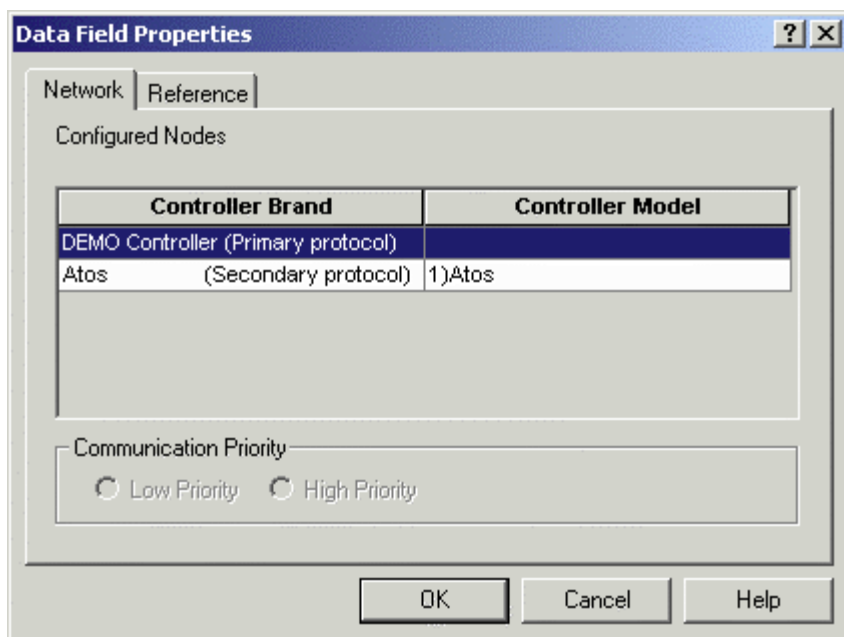 Data Field Properties
Network Reference
Configured Nodes
Controller Brand Controller Model
DEMO Controller (Primary protocol)
Atos (Secondary protocol) 1)Atos
Communication Priority
Low Priority High Priority
OK Cancel Help